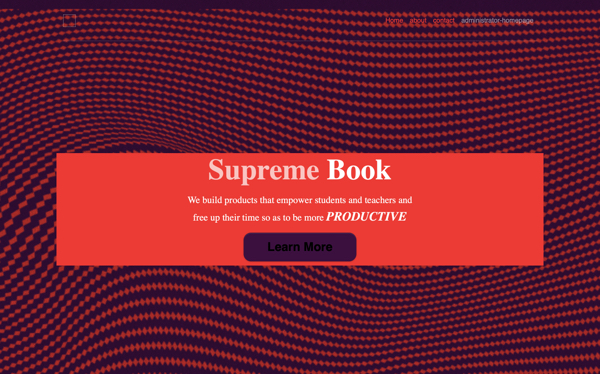 Home about contact administrator-homepage
Supreme Book
We build products that empower students and teachers and
free up their time so as to be more PRODUCTIVE
Learn More